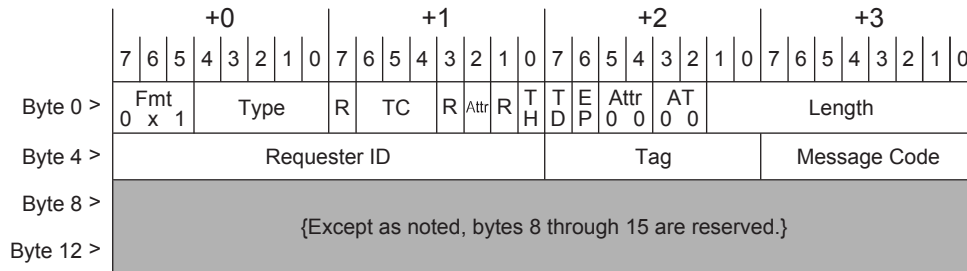 +0 +1 +2 +3
7 6 5 4 3 2 1 0 7 6 5 4 3 2 1 0 7 6 5 4 3 2 1 0 7 6 5 4 3 2 1 0
Byte 0 > Fmt 0 x 1 Type R TC R Attr R TH TD EP Attr 0 0 AT 0 0 Length
Byte 4 > Requester ID Tag Message Code
Byte 8 >
{Except as noted, bytes 8 through 15 are reserved.}
Byte 12 >